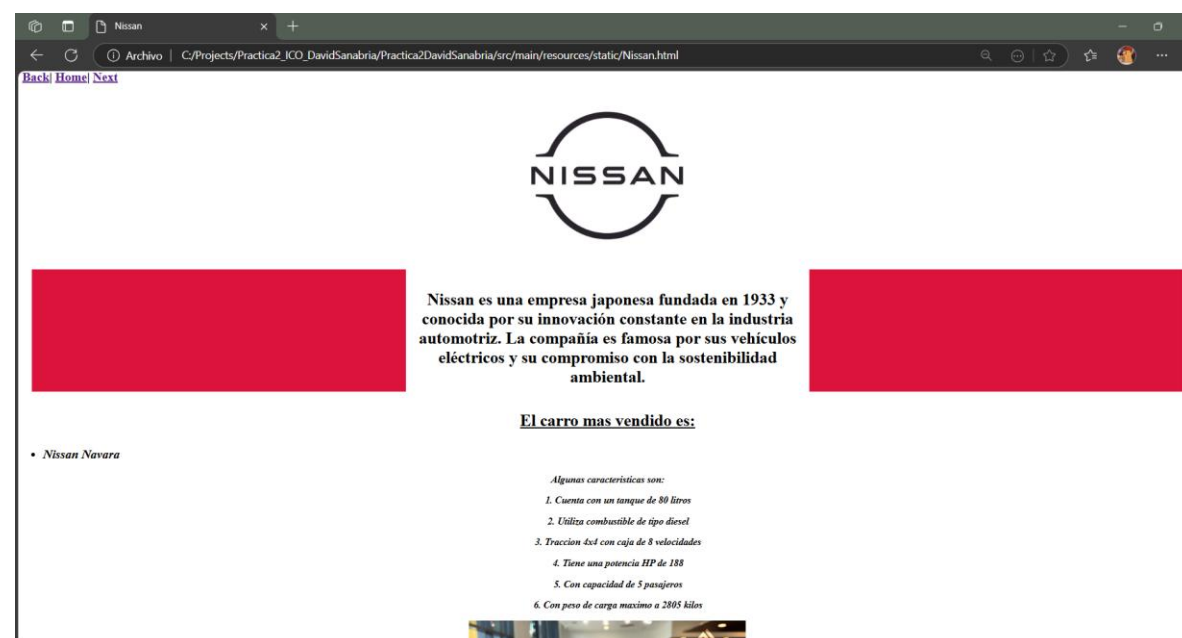 Nissan
Archivo | C:/Projects/Practica2_ICO_DavidSanabria/Practica2DavidSanabria/src/main/resources/static/Nissan.html
Back| Home| Next
NISSAN
Nissan es una empresa japonesa fundada en 1933 y
conocida por su innovación constante en la industria
automotriz. La compañía es famosa por sus vehículos
eléctricos y su compromiso con la sostenibilidad
ambiental.
El carro mas vendido es:
• Nissan Navara
Algunas caracteristicas son:
1. Cuenta con un tanque de 80 litros
2. Utiliza combustible de tipo diesel
3. Traccion 4x4 con caja de 8 velocidades
4. Tiene una potencia HP de 188
5. Con capacidad de 5 pasajeros
6. Con peso de carga maximo a 2805 kilos